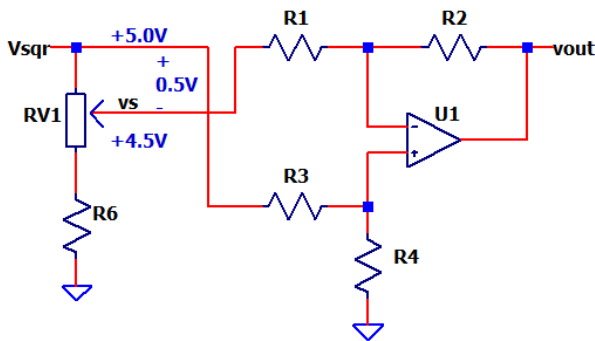 R1
R2
Vsqr
+5.0V
vout
+
0.5V
-
vs
RV1
U1
-
+
+4.5V
R3
R6
R4